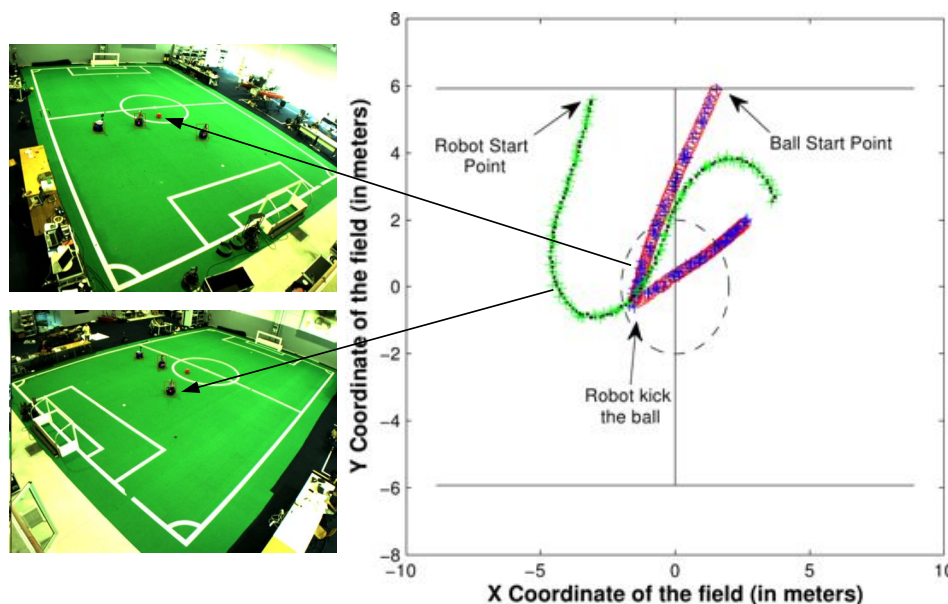 8
6
4
2
0
−2
−4
−6
−8
−10
−5
0
5
10
Y Coordinate of the field (in meters)
X Coordinate of the field (in meters)
Robot Start
Point
Ball Start Point
Robot kick
the ball